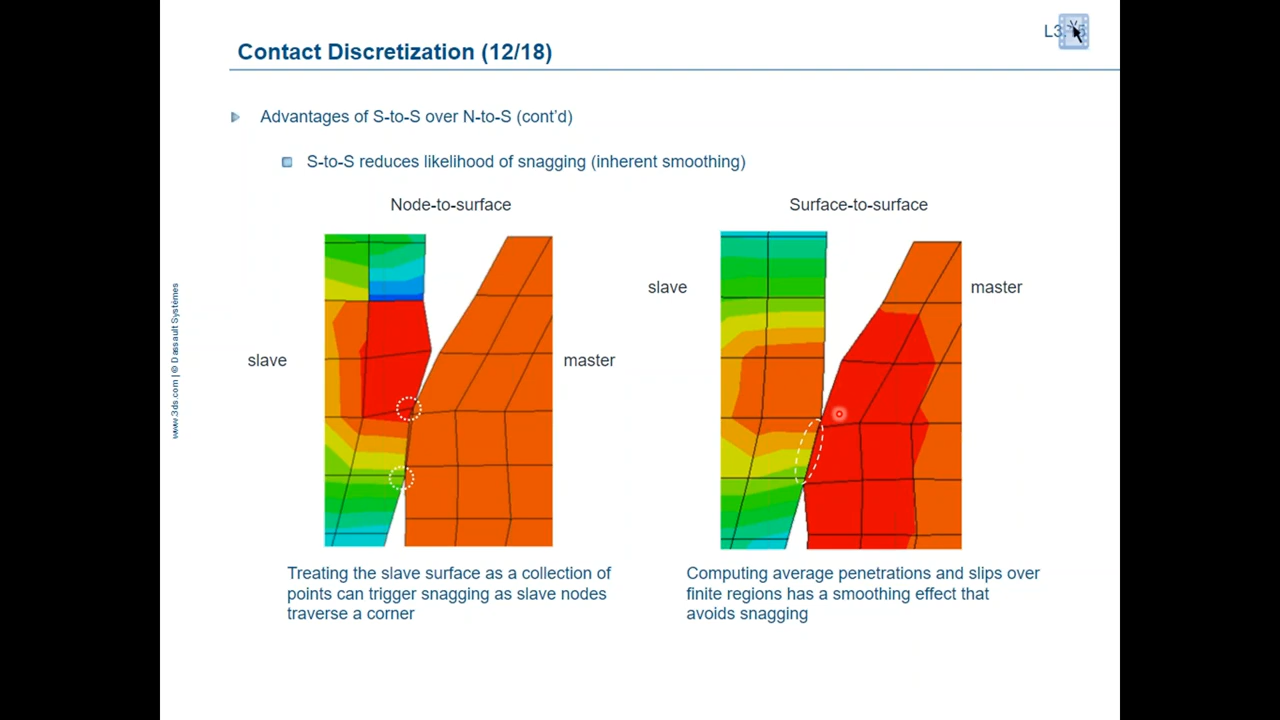 L3.
Contact Discretization (12/18)
Advantages of S-to-S over N-to-S (cont'd)
S-to-S reduces likelihood of snagging (inherent smoothing)
Node-to-surface
Surface-to-surface
slave
master
slave
master
Treating the slave surface as a collection of
points can trigger snagging as slave nodes
traverse a corner
Computing average penetrations and slips over
finite regions has a smoothing effect that
avoids snagging
www.3ds.com | © Dassault Systèmes